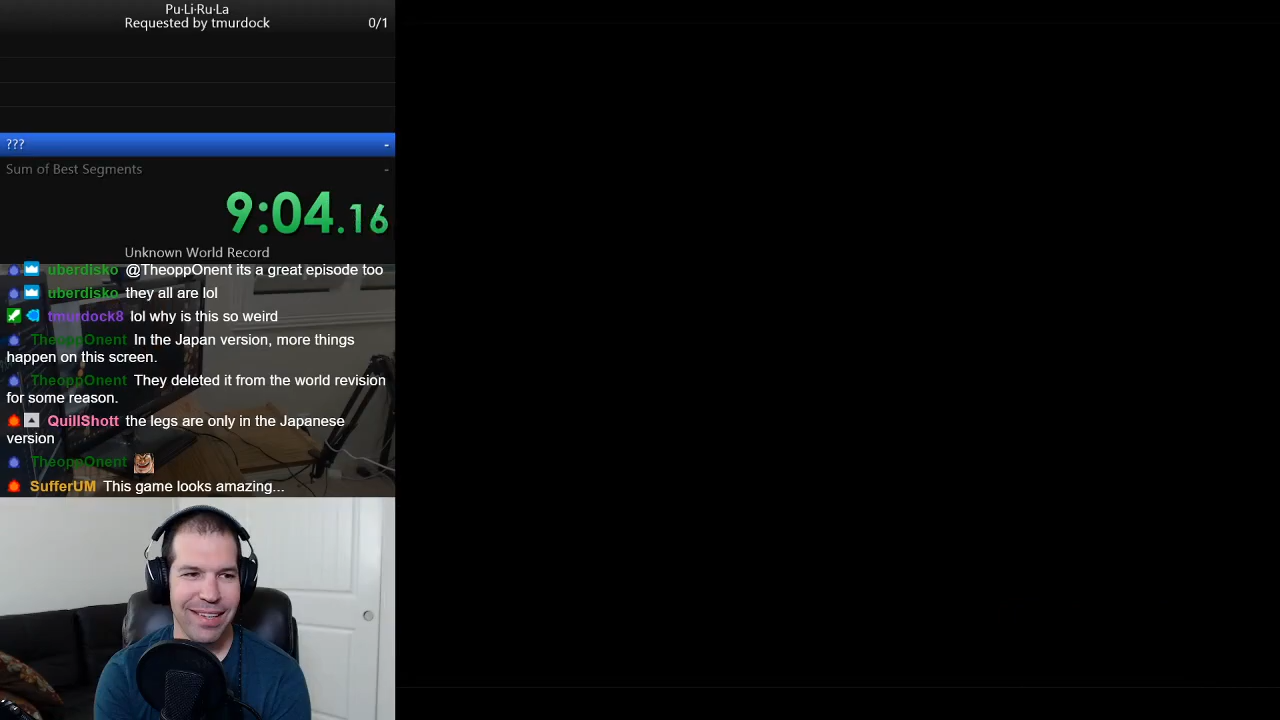 Pu·Li·Ru·La
Requested by tmurdock 0/1
??? -
Sum of Best Segments -
9:04.16
Unknown World Record
uberdisko @TheoppOnent its a great episode too
uberdisko they all are lol
tmurdock8 lol why is this so weird
TheoppOnent In the Japan version, more things
happen on this screen.
TheoppOnent They deleted it from the world revision
for some reason.
QuillShott the legs are only in the Japanese
version
TheoppOnent
SufferUM This game looks amazing...